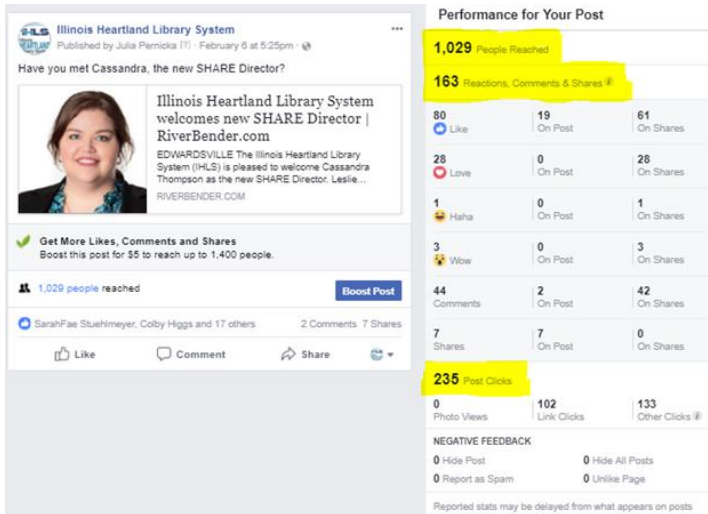 IHLS
HEARTLAND
Illinois Heartland Library System
Published by Julia Pernicka [?] · February 6 at 5:25pm ·
Have you met Cassandra, the new SHARE Director?
Illinois Heartland Library System
welcomes new SHARE Director |
RiverBender.com
EDWARDSVILLE The Illinois Heartland Library
System (IHLS) is pleased to welcome Cassandra
Thompson as the new SHARE Director. Leslie...
RIVERBENDER.COM
Get More Likes, Comments and Shares
Boost this post for $5 to reach up to 1,400 people.
1,029 people reached
Boost Post
SarahFae Stuehlmeyer, Colby Higgs and 17 others 2 Comments 7 Shares
Like Comment Share
Performance for Your Post
1,029 People Reached
163 Reactions, Comments & Shares
80 19 61
Like On Post On Shares
28 0 28
Love On Post On Shares
1 0 1
Haha On Post On Shares
3 0 3
Wow On Post On Shares
44 2 42
Comments On Post On Shares
7 7 0
Shares On Post On Shares
235 Post Clicks
0 102 133
Photo Views Link Clicks Other Clicks
NEGATIVE FEEDBACK
0 Hide Post 0 Hide All Posts
0 Report as Spam 0 Unlike Page
Reported stats may be delayed from what appears on posts